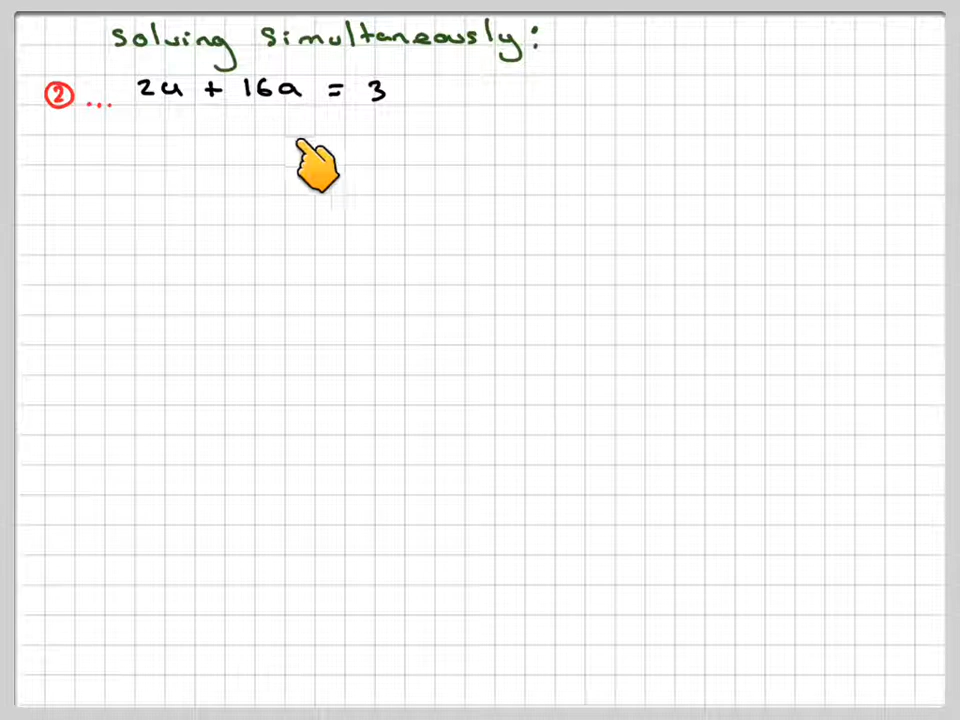 solving simultaneously:
② ... 2u + 16a = 3